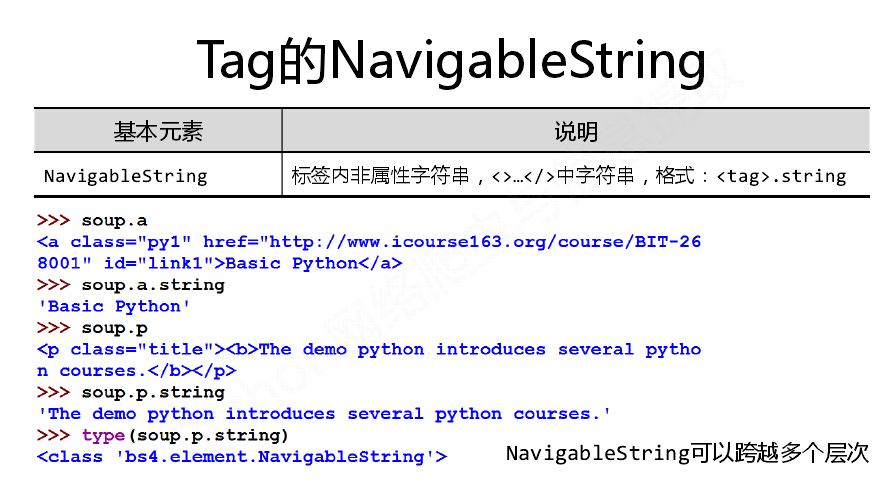 Tag的NavigableString
基本元素 说明
NavigableString 标签内非属性字符串，<>…</>中字符串，格式：<tag>.string
>>> soup.a
<a class="py1" href="http://www.icourse163.org/course/BIT-26
8001" id="link1">Basic Python</a>
>>> soup.a.string
'Basic Python'
>>> soup.p
<p class="title"><b>The demo python introduces several pytho
n courses.</b></p>
>>> soup.p.string
'The demo python introduces several python courses.'
>>> type(soup.p.string)
<class 'bs4.element.NavigableString'>
NavigableString可以跨越多个层次